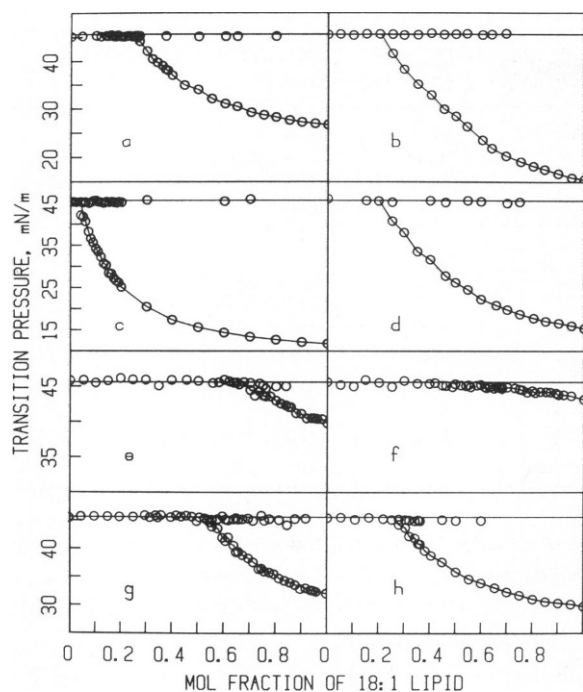 TRANSITION PRESSURE, mN/m
40
30
20
a
b
45
35
25
15
c
d
45
35
e
f
40
30
g
h
0 0.2 0.4 0.6 0.8 0 0.2 0.4 0.6 0.8 0
MOL FRACTION OF 18:1 LIPID